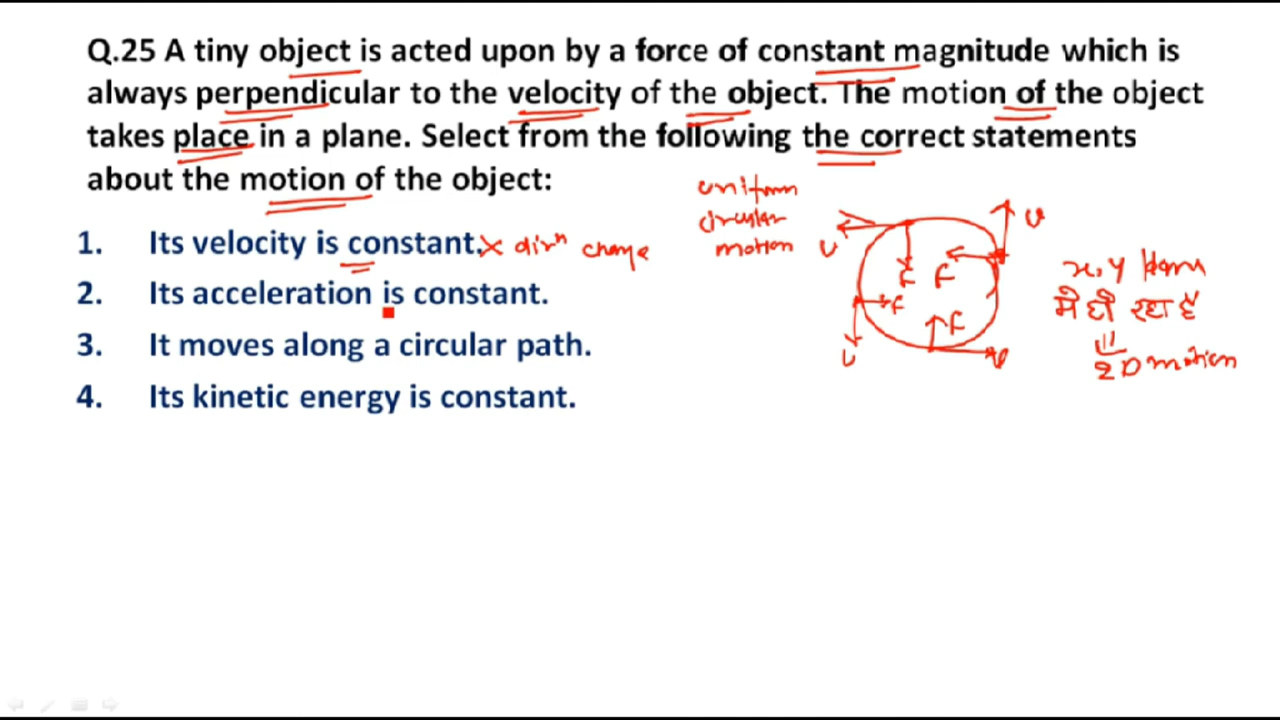 Q.25 A tiny object is acted upon by a force of constant magnitude which is
always perpendicular to the velocity of the object. The motion of the object
takes place in a plane. Select from the following the correct statements
about the motion of the object:
1. Its velocity is constant. × dirⁿ change
2. Its acceleration is constant.
3. It moves along a circular path.
4. Its kinetic energy is constant.
uniform
circular
motion
v
v
F
F
F
F
v
v
x, y
में हो रहा है
2D motion